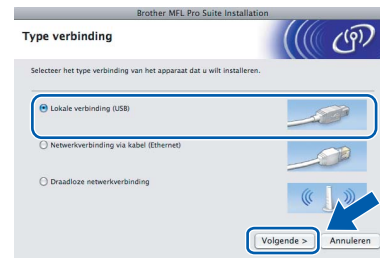 Brother MFL Pro Suite Installation
Type verbinding
Selecteer het type verbinding van het apparaat dat u wilt installeren.
Lokale verbinding (USB)
Netwerkverbinding via kabel (Ethernet)
Draadloze netwerkverbinding
Volgende >
Annuleren